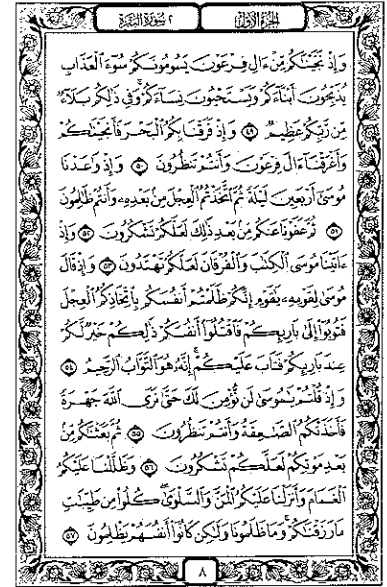 الجزء الأول ٢ سورة البقرة
وَإِذْ نَجَّيْنَٰكُم مِّنْ ءَالِ فِرْعَوْنَ يَسُومُونَكُمْ سُوٓءَ ٱلْعَذَابِ
يُذَبِّحُونَ أَبْنَآءَكُمْ وَيَسْتَحْيُونَ نِسَآءَكُمْ ۚ وَفِى ذَٰلِكُم بَلَآءٌ
مِّن رَّبِّكُمْ عَظِيمٌ ٤٩ وَإِذْ فَرَقْنَا بِكُمُ ٱلْبَحْرَ فَأَنجَيْنَٰكُمْ
وَأَغْرَقْنَآ ءَالَ فِرْعَوْنَ وَأَنتُمْ تَنظُرُونَ ٥٠ وَإِذْ وَٰعَدْنَا
مُوسَىٰٓ أَرْبَعِينَ لَيْلَةً ثُمَّ ٱتَّخَذْتُمُ ٱلْعِجْلَ مِنۢ بَعْدِهِۦ وَأَنتُمْ ظَٰلِمُونَ
٥١ ثُمَّ عَفَوْنَا عَنكُم مِّنۢ بَعْدِ ذَٰلِكَ لَعَلَّكُمْ تَشْكُرُونَ ٥٢ وَإِذْ
ءَاتَيْنَا مُوسَى ٱلْكِتَٰبَ وَٱلْفُرْقَانَ لَعَلَّكُمْ تَهْتَدُونَ ٥٣ وَإِذْ قَالَ
مُوسَىٰ لِقَوْمِهِۦ يَٰقَوْمِ إِنَّكُمْ ظَلَمْتُمْ أَنفُسَكُم بِٱتِّخَاذِكُمُ ٱلْعِجْلَ
فَتُوبُوٓا۟ إِلَىٰ بَارِئِكُمْ فَٱقْتُلُوٓا۟ أَنفُسَكُمْ ذَٰلِكُمْ خَيْرٌ لَّكُمْ
عِندَ بَارِئِكُمْ فَتَابَ عَلَيْكُمْ ۚ إِنَّهُۥ هُوَ ٱلتَّوَّابُ ٱلرَّحِيمُ ٥٤
وَإِذْ قُلْتُمْ يَٰمُوسَىٰ لَن نُّؤْمِنَ لَكَ حَتَّىٰ نَرَى ٱللَّهَ جَهْرَةً
فَأَخَذَتْكُمُ ٱلصَّٰعِقَةُ وَأَنتُمْ تَنظُرُونَ ٥٥ ثُمَّ بَعَثْنَٰكُم مِّنۢ
بَعْدِ مَوْتِكُمْ لَعَلَّكُمْ تَشْكُرُونَ ٥٦ وَظَلَّلْنَا عَلَيْكُمُ
ٱلْغَمَامَ وَأَنزَلْنَا عَلَيْكُمُ ٱلْمَنَّ وَٱلسَّلْوَىٰ ۖ كُلُوا۟ مِن طَيِّبَٰتِ
مَا رَزَقْنَٰكُمْ ۖ وَمَا ظَلَمُونَا وَلَٰكِن كَانُوٓا۟ أَنفُسَهُمْ يَظْلِمُونَ ٥٧
٨